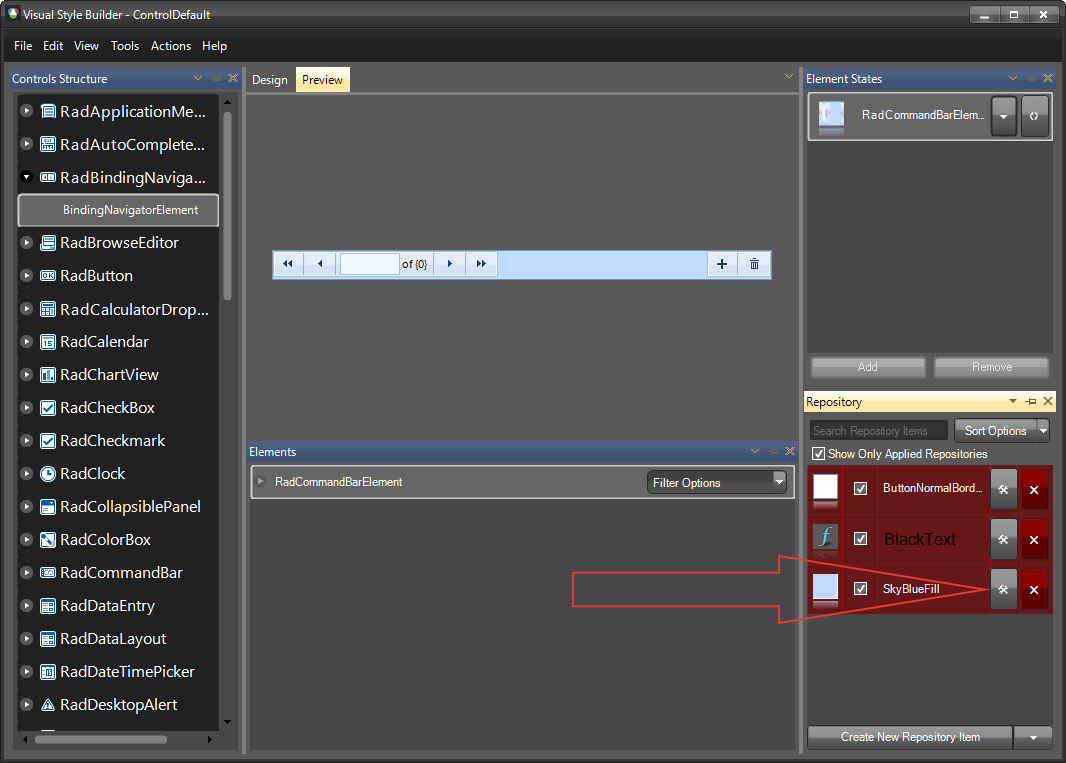 Visual Style Builder - ControlDefault
File Edit View Tools Actions Help
Controls Structure
RadApplicationMe...
RadAutoComplete...
RadBindingNaviga...
BindingNavigatorElement
RadBrowseEditor
RadButton
RadCalculatorDrop...
RadCalendar
RadChartView
RadCheckBox
RadCheckmark
RadClock
RadCollapsiblePanel
RadColorBox
RadCommandBar
RadDataEntry
RadDataLayout
RadDateTimePicker
RadDesktopAlert
Design Preview
of {0}
Elements
RadCommandBarElement
Filter Options
Element States
RadCommandBarElem...
Add Remove
Repository
Search Repository Items
Sort Options
Show Only Applied Repositories
ButtonNormalBord...
BlackText
SkyBlueFill
Create New Repository Item